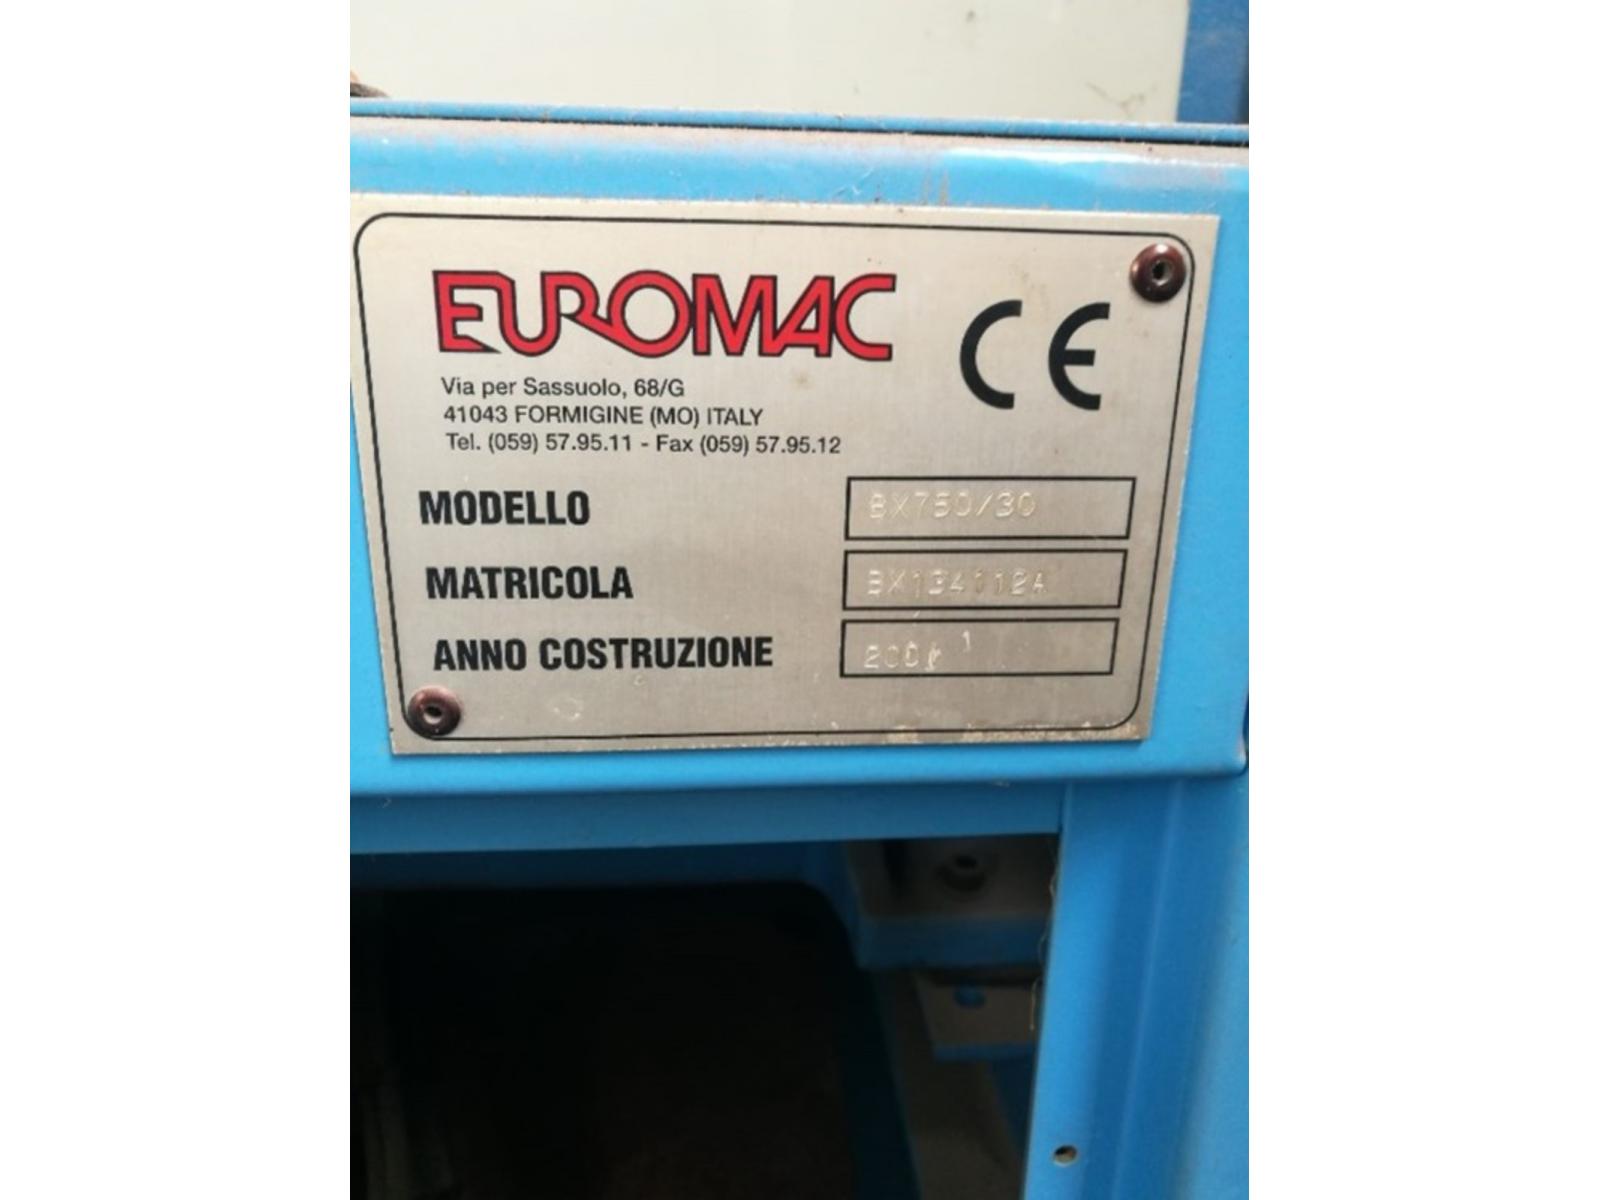 EUROMAC
CE
Via per Sassuolo, 68/G
41043 FORMIGINE (MO) ITALY
Tel. (059) 57.95.11 - Fax (059) 57.95.12
MODELLO BX750/30
MATRICOLA BX134112A
ANNO COSTRUZIONE